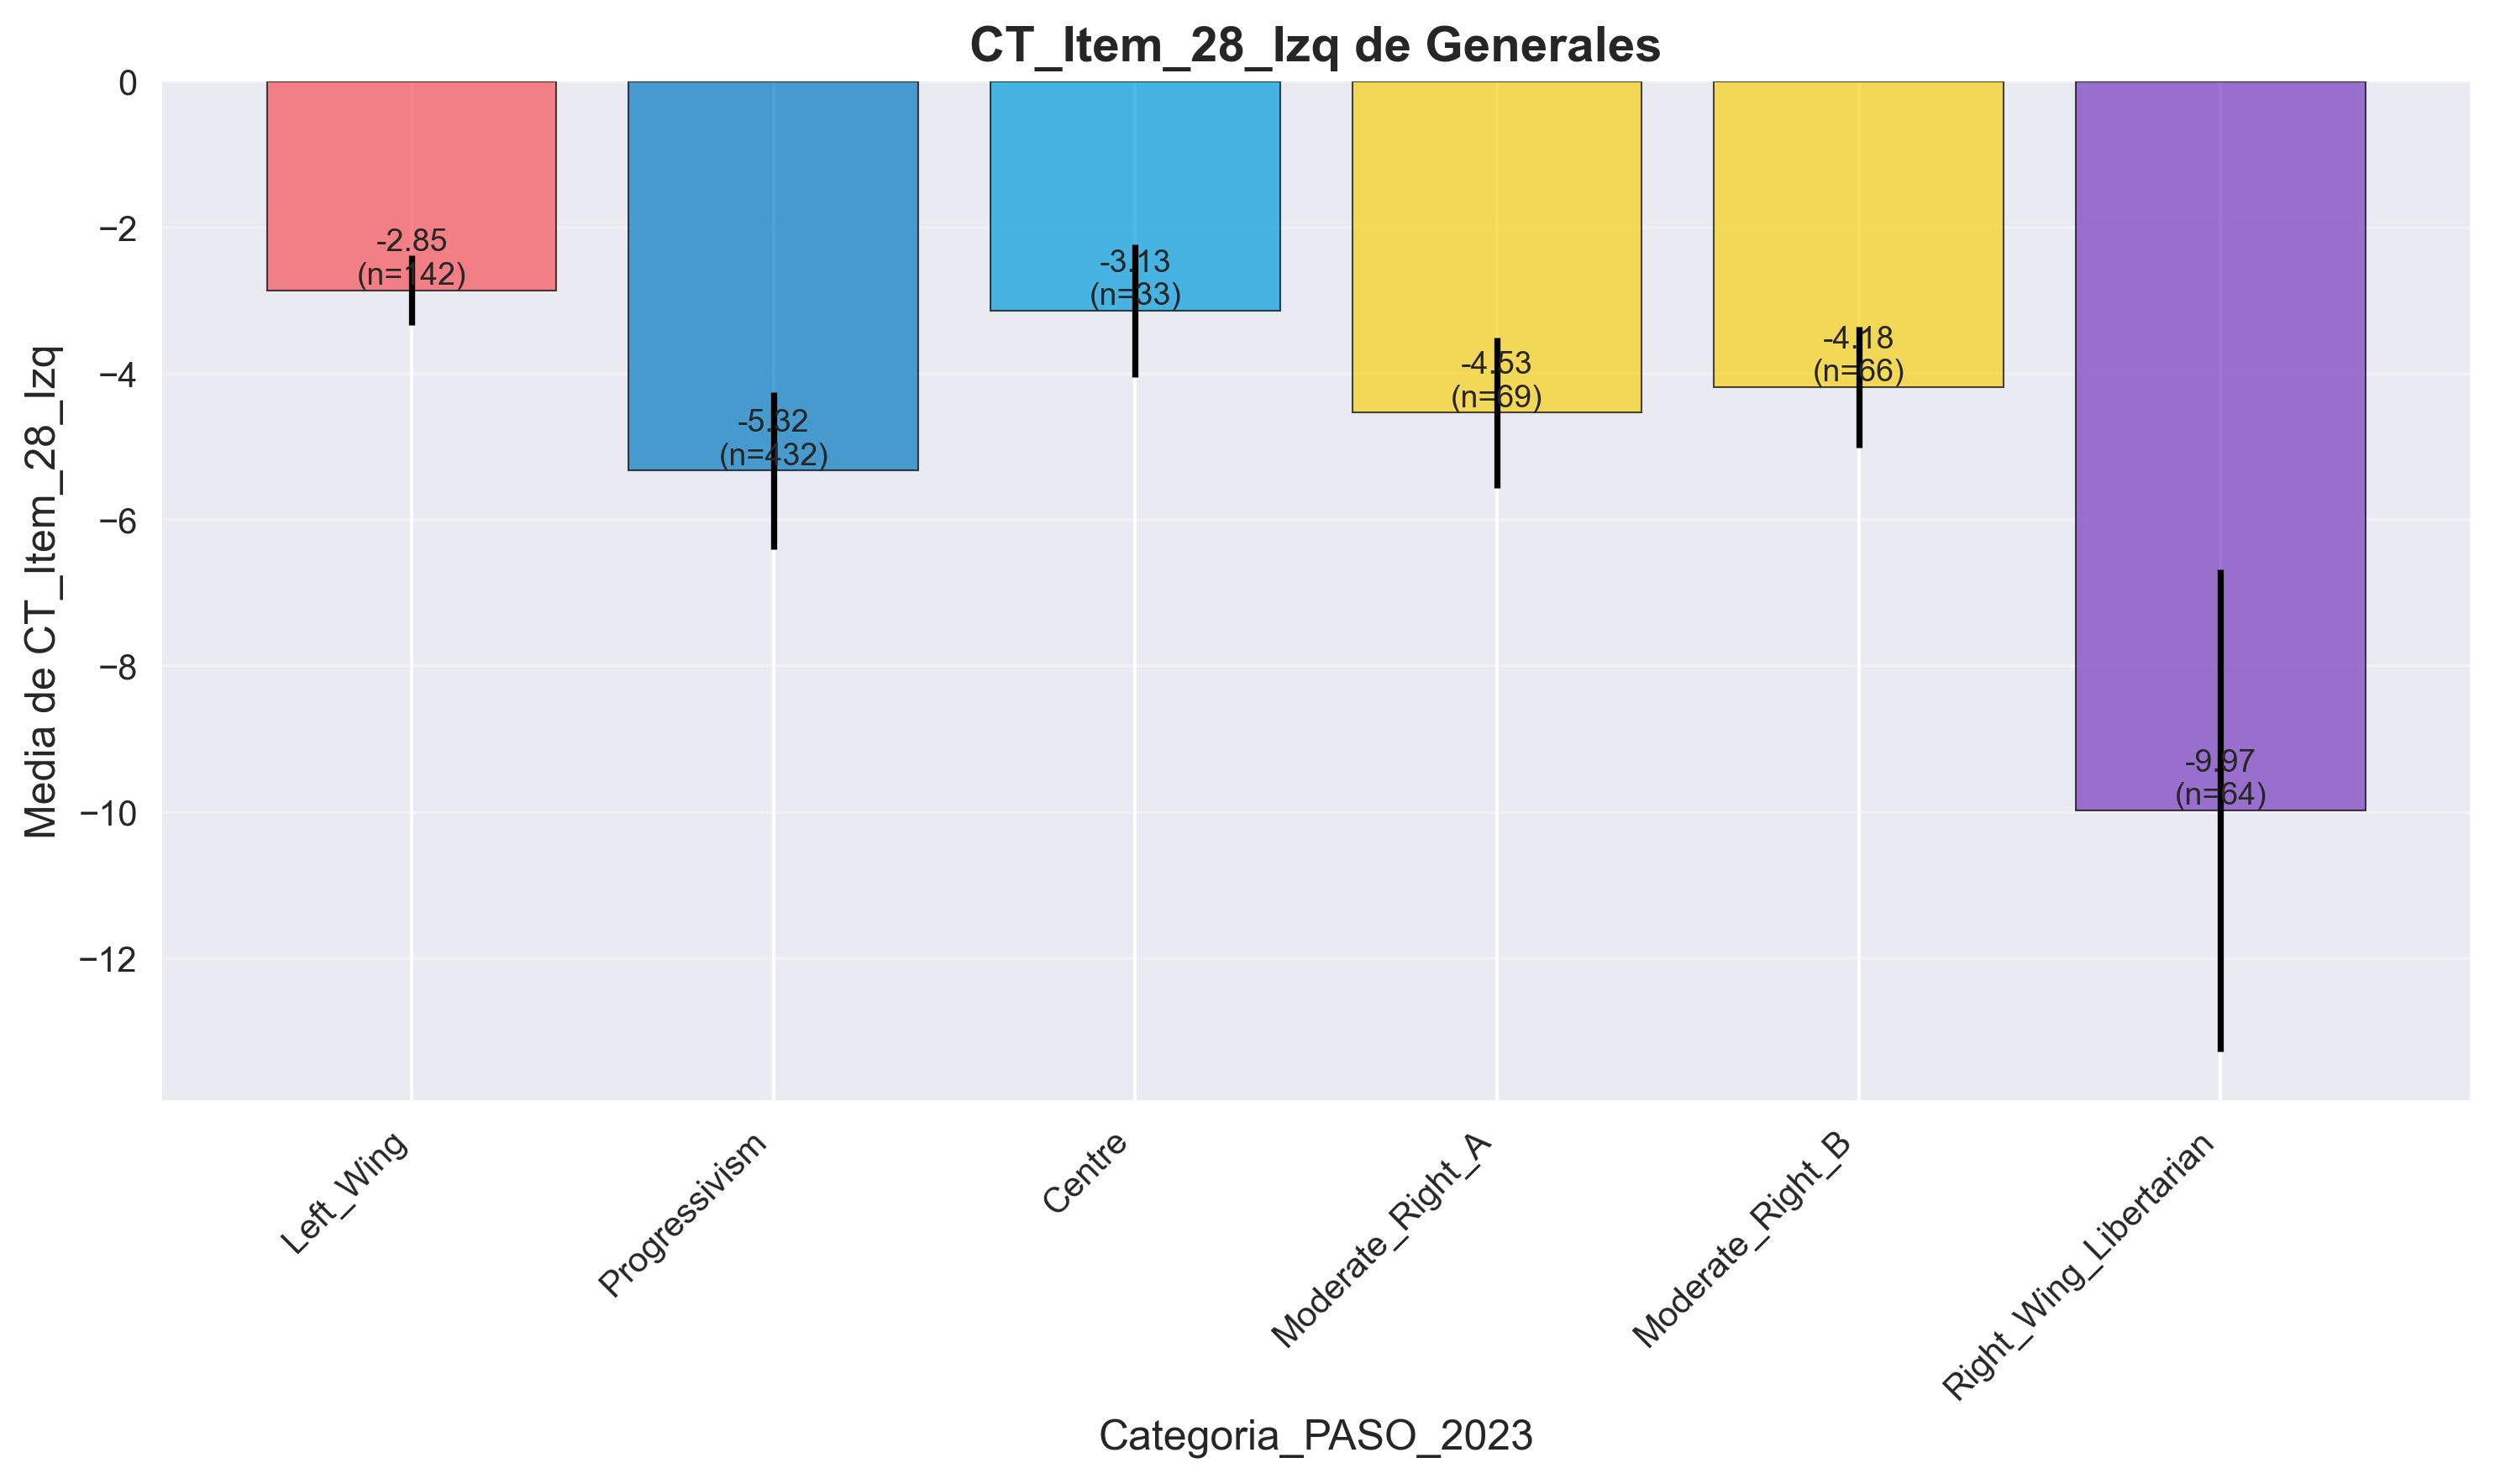 CT_Item_28_Izq de Generales
Media de CT_Item_28_Izq
0
−2
−4
−6
−8
−10
−12
-2.85
(n=142)
-5.32
(n=432)
-3.13
(n=33)
-4.53
(n=69)
-4.18
(n=66)
-9.97
(n=64)
Left_Wing
Progressivism
Centre
Moderate_Right_A
Moderate_Right_B
Right_Wing_Libertarian
Categoria_PASO_2023